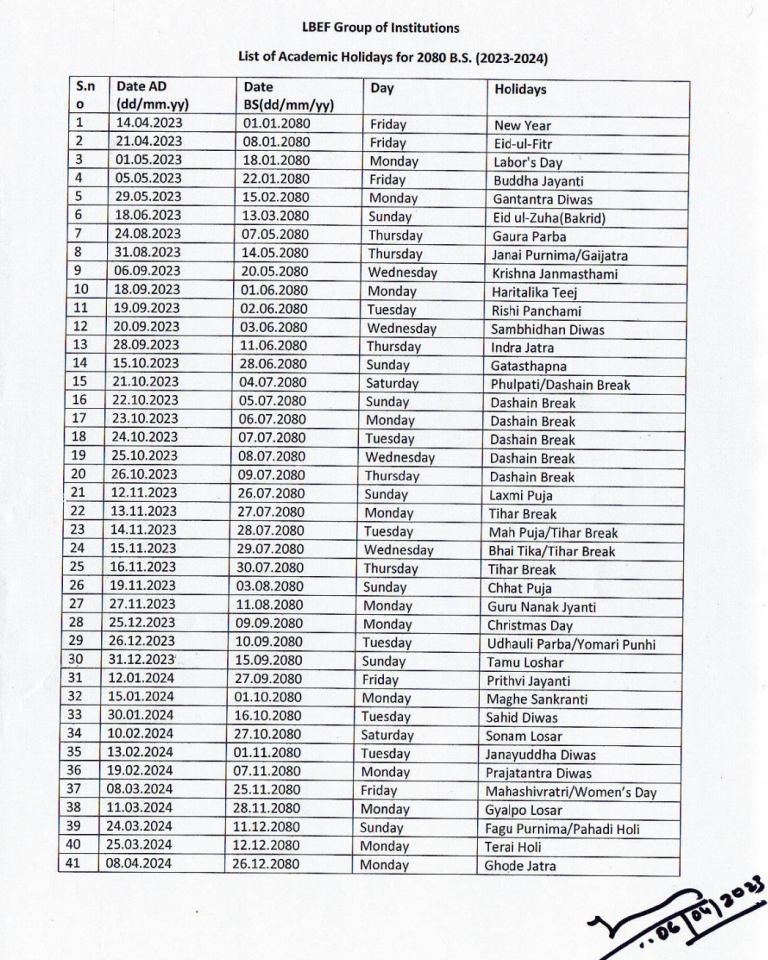 LBEF Group of Institutions
List of Academic Holidays for 2080 B.S. (2023-2024)
S.n o Date AD (dd/mm.yy) Date BS(dd/mm/yy) Day Holidays
1 14.04.2023 01.01.2080 Friday New Year
2 21.04.2023 08.01.2080 Friday Eid-ul-Fitr
3 01.05.2023 18.01.2080 Monday Labor's Day
4 05.05.2023 22.01.2080 Friday Buddha Jayanti
5 29.05.2023 15.02.2080 Monday Gantantra Diwas
6 18.06.2023 13.03.2080 Sunday Eid ul-Zuha(Bakrid)
7 24.08.2023 07.05.2080 Thursday Gaura Parba
8 31.08.2023 14.05.2080 Thursday Janai Purnima/Gaijatra
9 06.09.2023 20.05.2080 Wednesday Krishna Janmasthami
10 18.09.2023 01.06.2080 Monday Haritalika Teej
11 19.09.2023 02.06.2080 Tuesday Rishi Panchami
12 20.09.2023 03.06.2080 Wednesday Sambhidhan Diwas
13 28.09.2023 11.06.2080 Thursday Indra Jatra
14 15.10.2023 28.06.2080 Sunday Gatasthapna
15 21.10.2023 04.07.2080 Saturday Phulpati/Dashain Break
16 22.10.2023 05.07.2080 Sunday Dashain Break
17 23.10.2023 06.07.2080 Monday Dashain Break
18 24.10.2023 07.07.2080 Tuesday Dashain Break
19 25.10.2023 08.07.2080 Wednesday Dashain Break
20 26.10.2023 09.07.2080 Thursday Dashain Break
21 12.11.2023 26.07.2080 Sunday Laxmi Puja
22 13.11.2023 27.07.2080 Monday Tihar Break
23 14.11.2023 28.07.2080 Tuesday Mah Puja/Tihar Break
24 15.11.2023 29.07.2080 Wednesday Bhai Tika/Tihar Break
25 16.11.2023 30.07.2080 Thursday Tihar Break
26 19.11.2023 03.08.2080 Sunday Chhat Puja
27 27.11.2023 11.08.2080 Monday Guru Nanak Jyanti
28 25.12.2023 09.09.2080 Monday Christmas Day
29 26.12.2023 10.09.2080 Tuesday Udhauli Parba/Yomari Punhi
30 31.12.2023 15.09.2080 Sunday Tamu Loshar
31 12.01.2024 27.09.2080 Friday Prithvi Jayanti
32 15.01.2024 01.10.2080 Monday Maghe Sankranti
33 30.01.2024 16.10.2080 Tuesday Sahid Diwas
34 10.02.2024 27.10.2080 Saturday Sonam Losar
35 13.02.2024 01.11.2080 Tuesday Janayuddha Diwas
36 19.02.2024 07.11.2080 Monday Prajatantra Diwas
37 08.03.2024 25.11.2080 Friday Mahashivratri/Women's Day
38 11.03.2024 28.11.2080 Monday Gyalpo Losar
39 24.03.2024 11.12.2080 Sunday Fagu Purnima/Pahadi Holi
40 25.03.2024 12.12.2080 Monday Terai Holi
41 08.04.2024 26.12.2080 Monday Ghode Jatra
06/04/2023